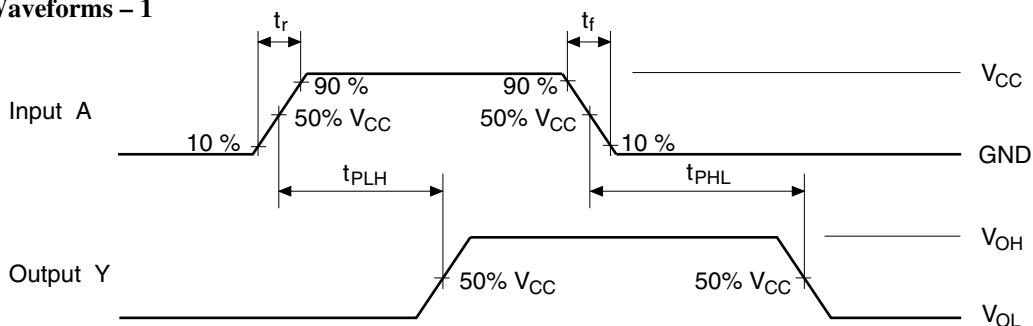 Waveforms – 1
tr
tf
VCC
90 %
90 %
Input A
50% VCC
50% VCC
10 %
10 %
GND
tPLH
tPHL
VOH
Output Y
50% VCC
50% VCC
VOL